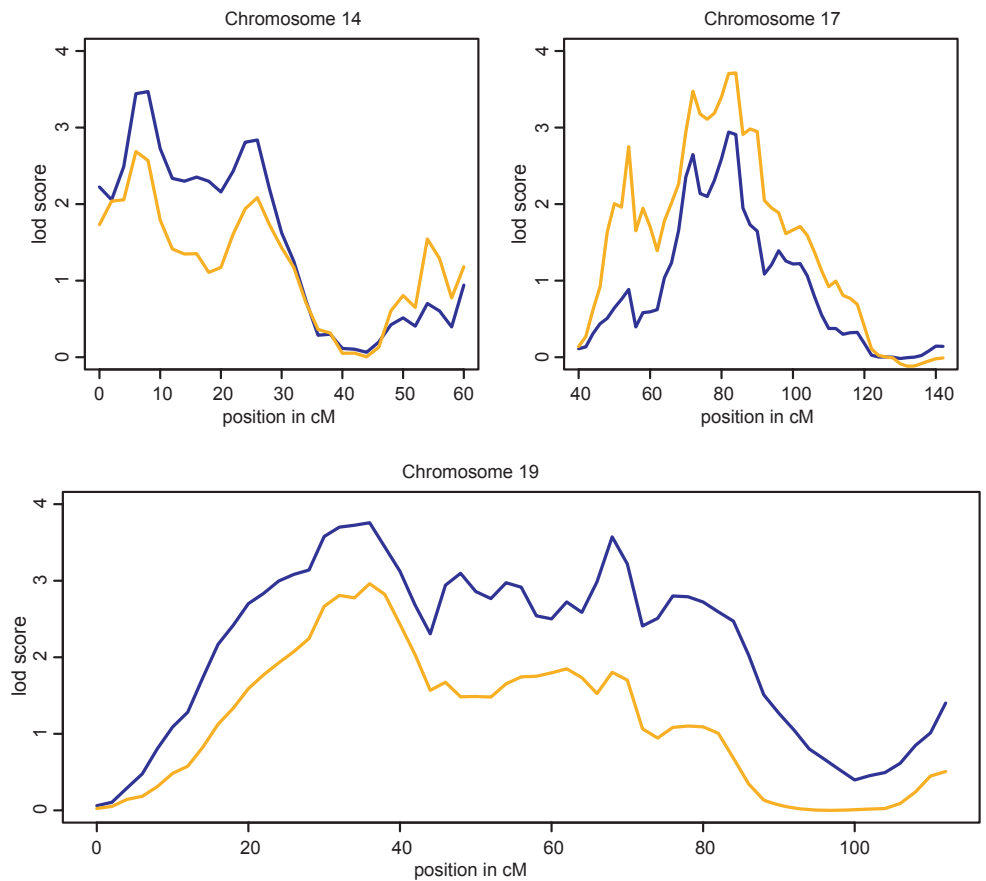 Chromosome 14
4
3
2
1
0
lod score
0 10 20 30 40 50 60
position in cM
Chromosome 17
4
3
2
1
0
lod score
40 60 80 100 120 140
position in cM
Chromosome 19
4
3
2
1
0
lod score
0 20 40 60 80 100
position in cM